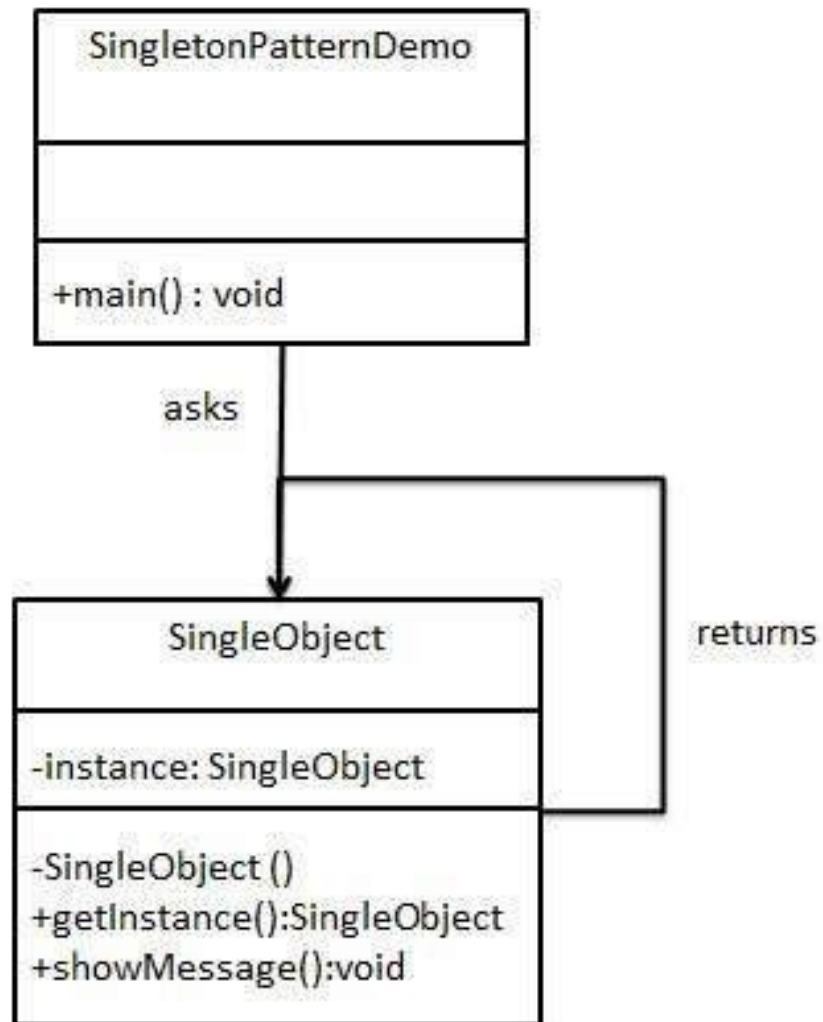 SingletonPatternDemo
+main() : void
asks
SingleObject
returns
-instance: SingleObject
-SingleObject ()
+getInstance():SingleObject
+showMessage():void